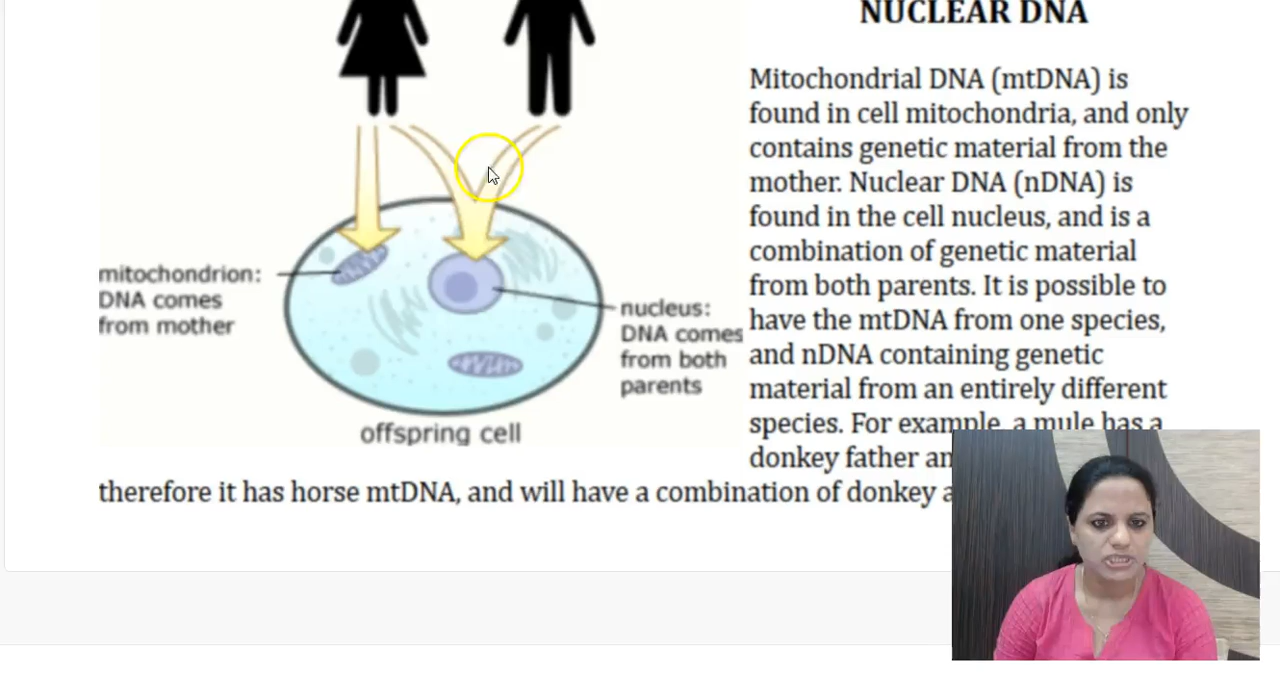 NUCLEAR DNA
Mitochondrial DNA (mtDNA) is
found in cell mitochondria, and only
contains genetic material from the
mother. Nuclear DNA (nDNA) is
found in the cell nucleus, and is a
combination of genetic material
from both parents. It is possible to
have the mtDNA from one species,
and nDNA containing genetic
material from an entirely different
species. For example, a mule has a
donkey father an
therefore it has horse mtDNA, and will have a combination of donkey a
mitochondrion:
DNA comes
from mother
nucleus:
DNA comes
from both
parents
offspring cell